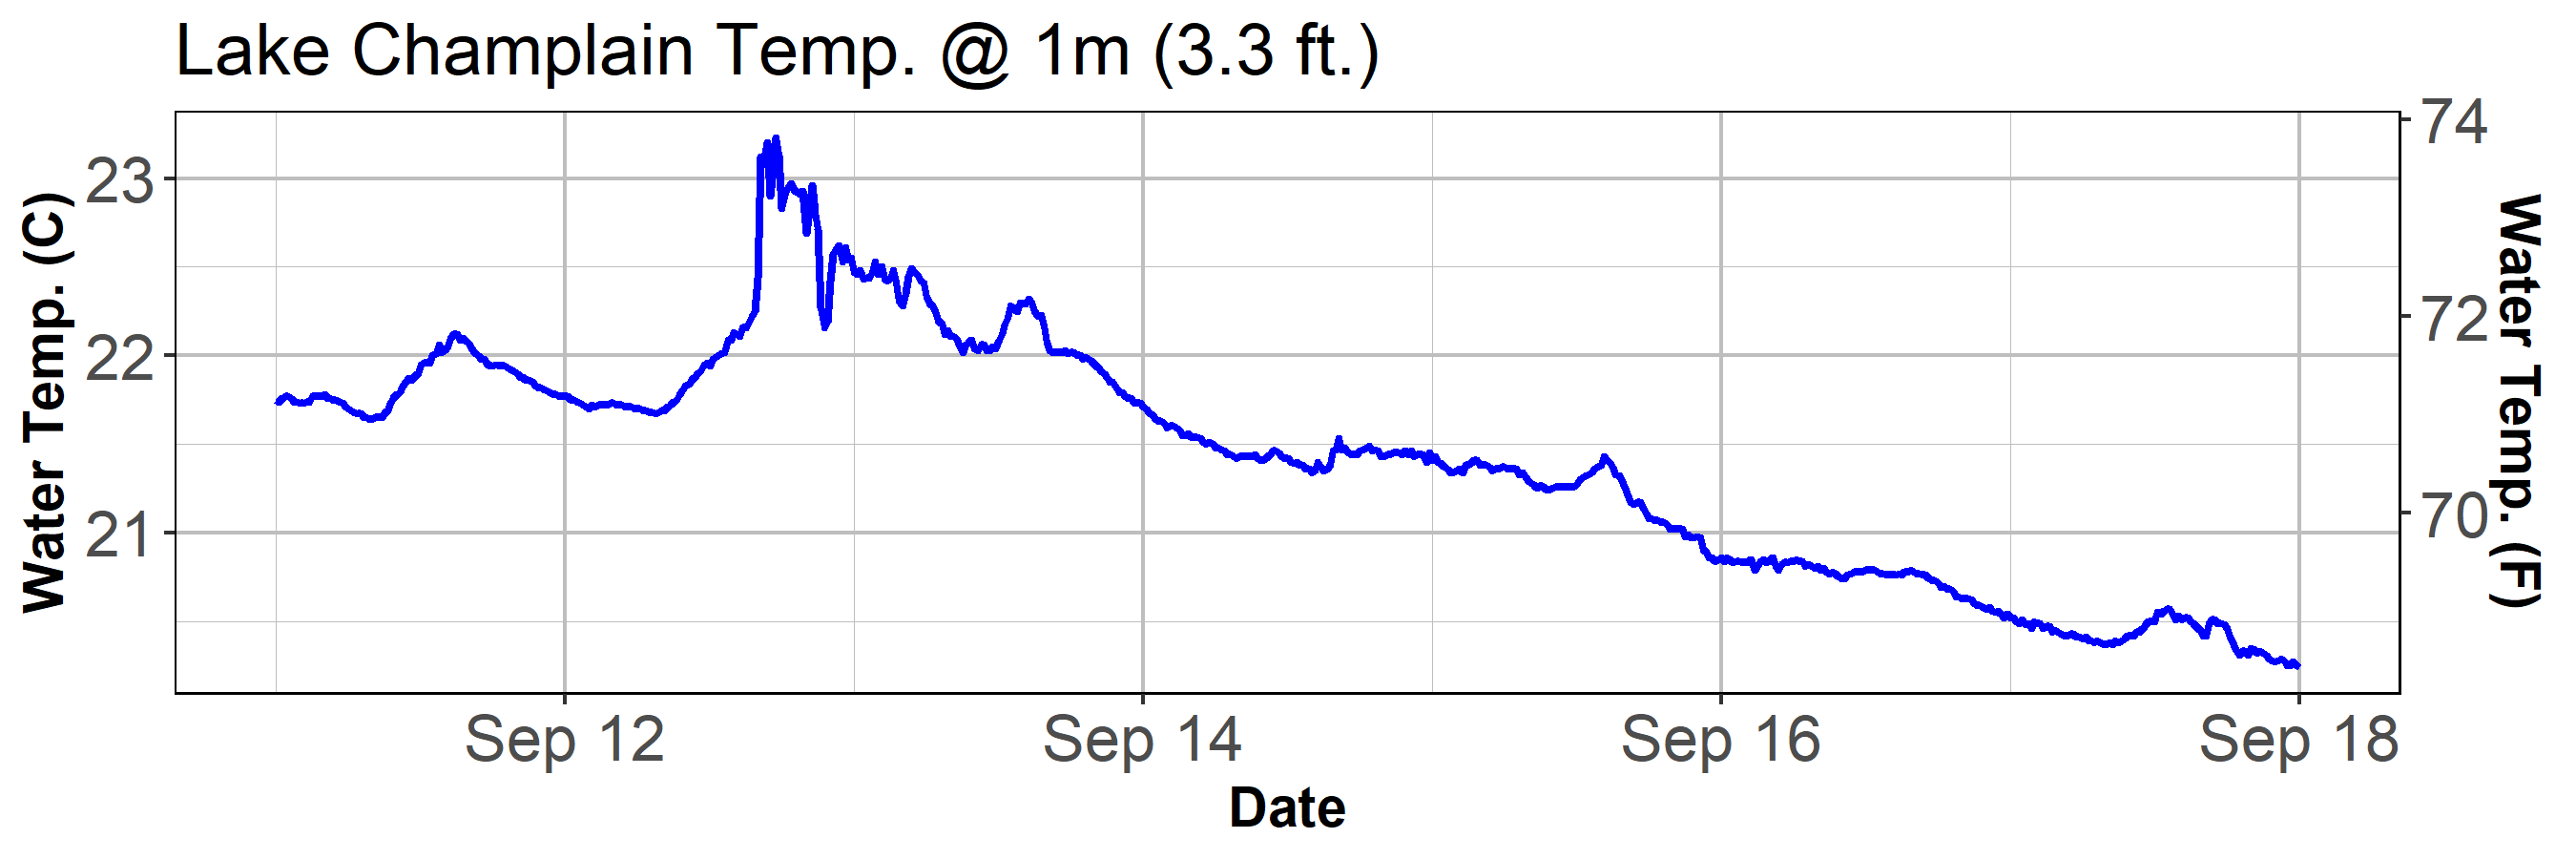 Lake Champlain Temp. @ 1m (3.3 ft.)
Water Temp. (C)
23
22
21
74
72
70
Water Temp. (F)
Sep 12
Sep 14
Sep 16
Sep 18
Date